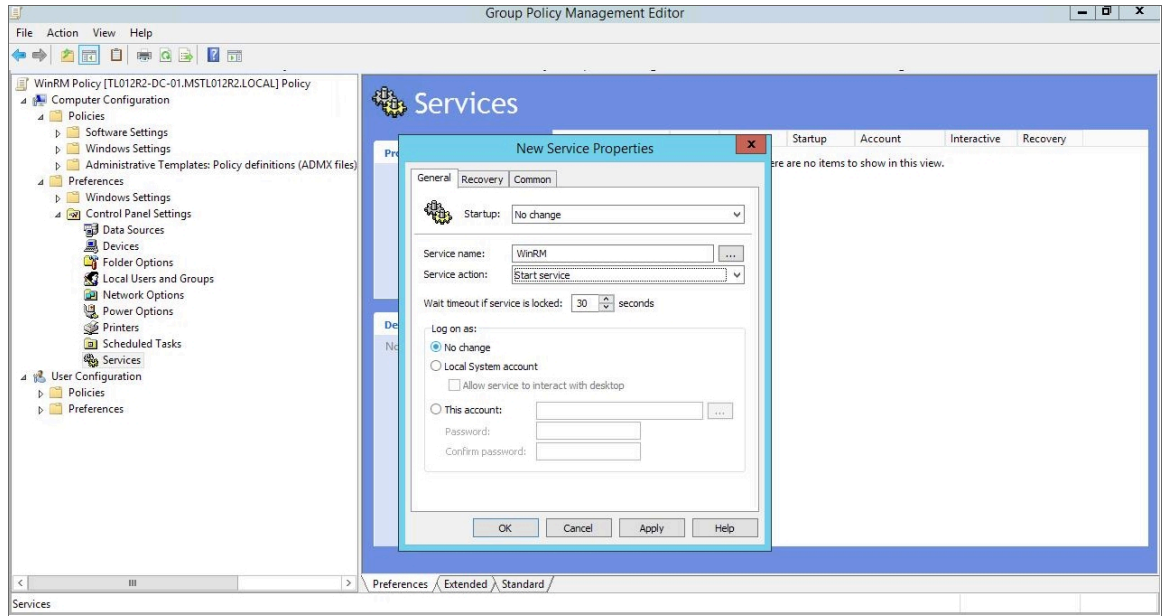 Group Policy Management Editor
File Action View Help
WinRM Policy [TL012R2-DC-01.MSTL012R2.LOCAL] Policy
Computer Configuration
Policies
Software Settings
Windows Settings
Administrative Templates: Policy definitions (ADMX files)
Preferences
Windows Settings
Control Panel Settings
Data Sources
Devices
Folder Options
Local Users and Groups
Network Options
Power Options
Printers
Scheduled Tasks
Services
User Configuration
Policies
Preferences
Services
Startup Account Interactive Recovery
ere are no items to show in this view.
Pr
De
No
New Service Properties
General Recovery Common
Startup: No change
Service name: WinRM ...
Service action: Start service
Wait timeout if service is locked: 30 seconds
Log on as:
No change
Local System account
Allow service to interact with desktop
This account: ...
Password:
Confirm password:
OK Cancel Apply Help
Preferences Extended Standard
Services